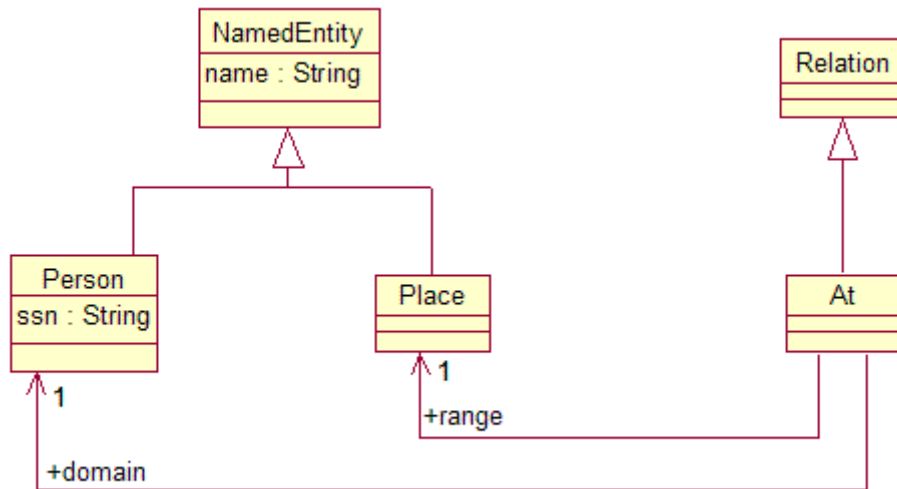 NamedEntity
name : String
Relation
Person
ssn : String
Place
At
1
1
+range
+domain